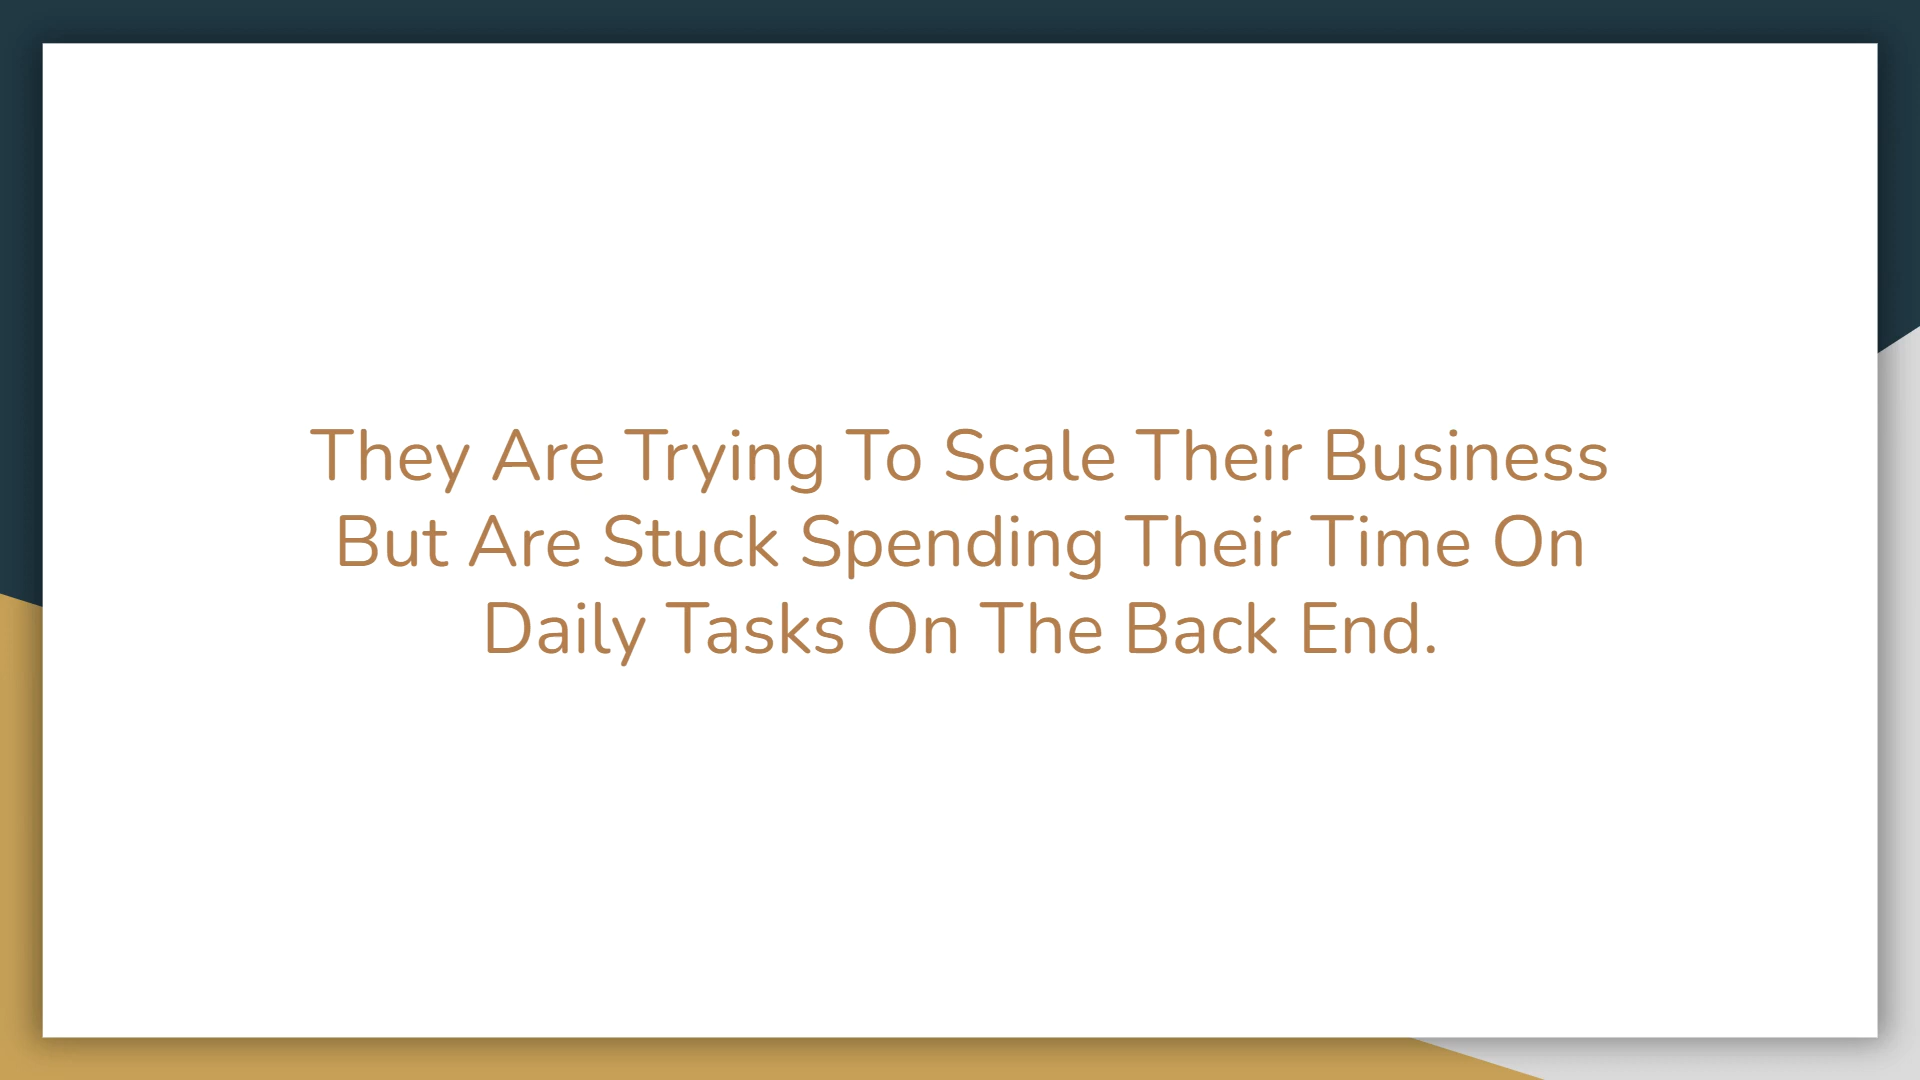 They Are Trying To Scale Their Business
But Are Stuck Spending Their Time On
Daily Tasks On The Back End.